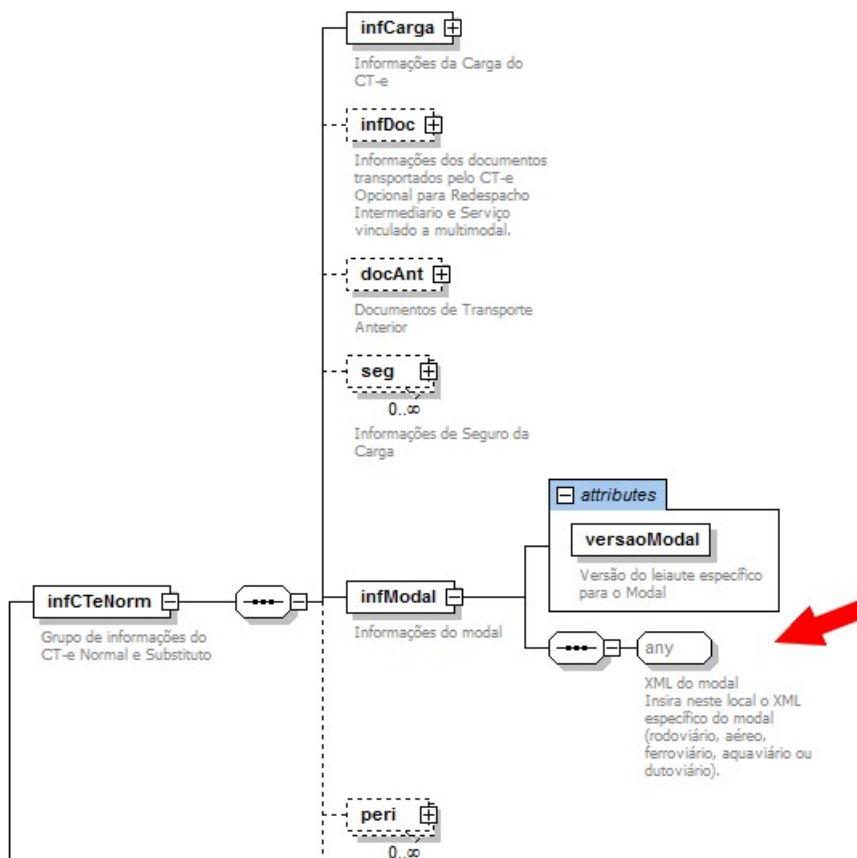 infCarga
Informações da Carga do
CT-e
infDoc
Informações dos documentos
transportados pelo CT-e
Opcional para Redespacho
Intermediario e Serviço
vinculado a multimodal.
docAnt
Documentos de Transporte
Anterior
seg
0..∞
Informações de Seguro da
Carga
attributes
versaoModal
Versão do leiaute específico
para o Modal
infCTeNorm
Grupo de informações do
CT-e Normal e Substituto
infModal
Informações do modal
any
XML do modal
Insira neste local o XML
específico do modal
(rodoviário, aéreo,
ferroviário, aquaviário ou
dutoviário).
peri
0..∞